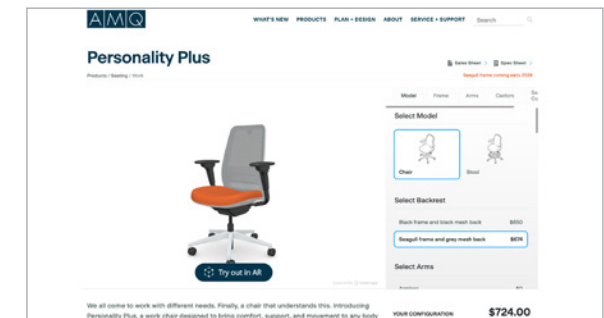 AMQ
WHAT'S NEW PRODUCTS PLAN + DESIGN ABOUT SERVICE + SUPPORT Search
Personality Plus
Sales Sheet Spec Sheet
Products / Seating / Work
Seagull frame coming early 2026
Model Frame Arms Casters
Select Model
Chair Stool
Select Backrest
Black frame and black mesh back $650
Seagull frame and grey mesh back $674
Select Arms
Try out in AR
We all come to work with different needs. Finally, a chair that understands this. Introducing
Personality Plus, a work chair designed to bring comfort, support, and movement to any body
YOUR CONFIGURATION $724.00